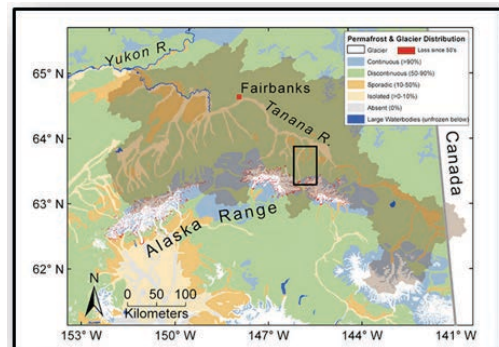 Permafrost & Glacier Distribution
Glacier
Loss since 50's
Continuous (>90%)
Discontinuous (50-90%)
Sporadic (10-50%)
Isolated (>0-10%)
Absent (0%)
Large Waterbodies (unfrozen below)
Yukon R.
65° N
Fairbanks
64° N
Tanana R.
Canada
63° N
Alaska Range
62° N
N
0 50 100
Kilometers
153° W
150° W
147° W
144° W
141° W